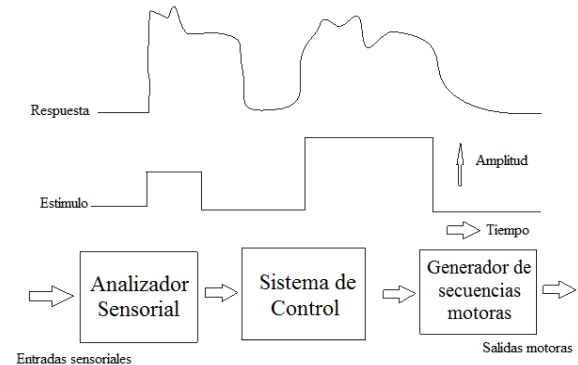 Respuesta
Amplitud
Estimulo
Tiempo
Analizador
Sensorial
Sistema de
Control
Generador de
secuencias
motoras
Entradas sensoriales
Salidas motoras